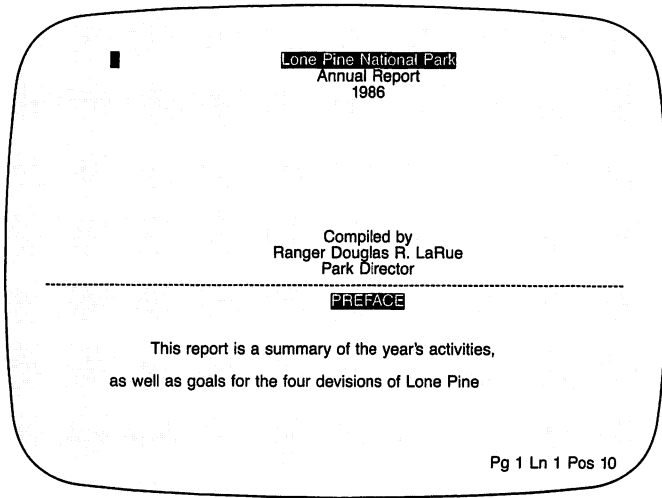 Lone Pine National Park
Annual Report
1986
Compiled by
Ranger Douglas R. LaRue
Park Director
PREFACE
This report is a summary of the year's activities,
as well as goals for the four devisions of Lone Pine
Pg 1 Ln 1 Pos 10